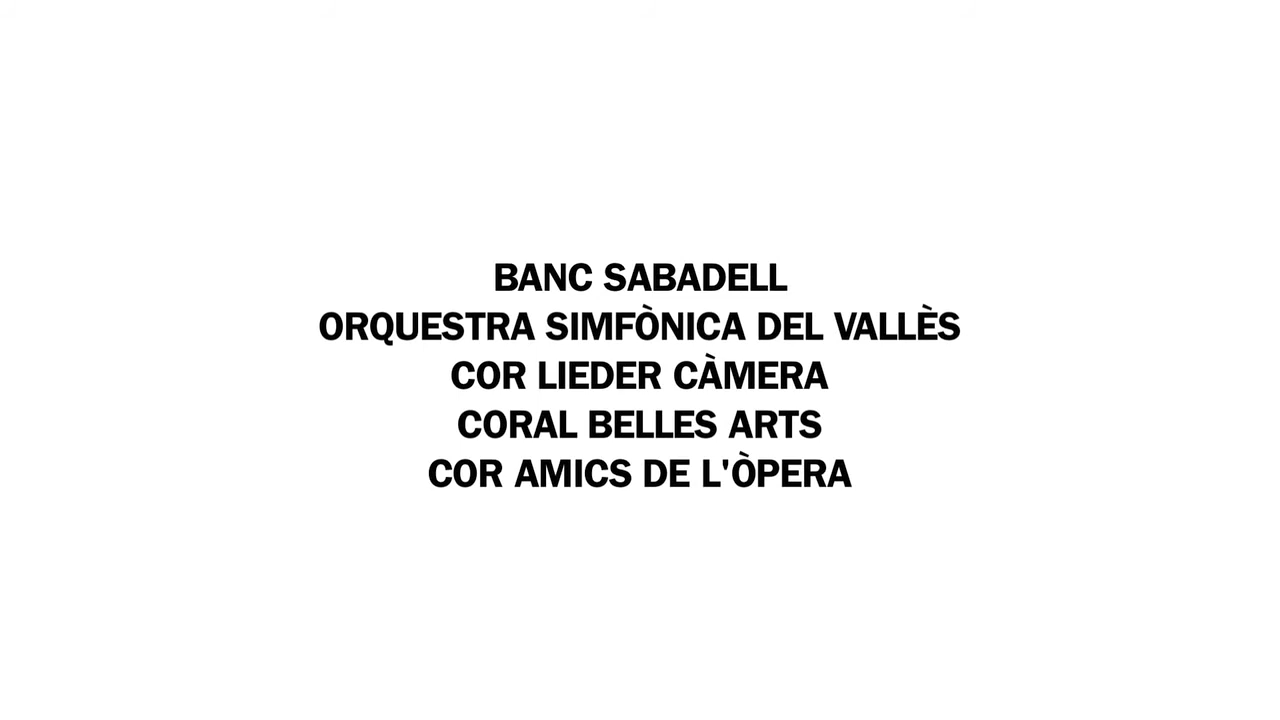 BANC SABADELL
ORQUESTRA SIMFÒNICA DEL VALLÈS
COR LIEDER CÀMERA
CORAL BELLES ARTS
COR AMICS DE L'ÒPERA